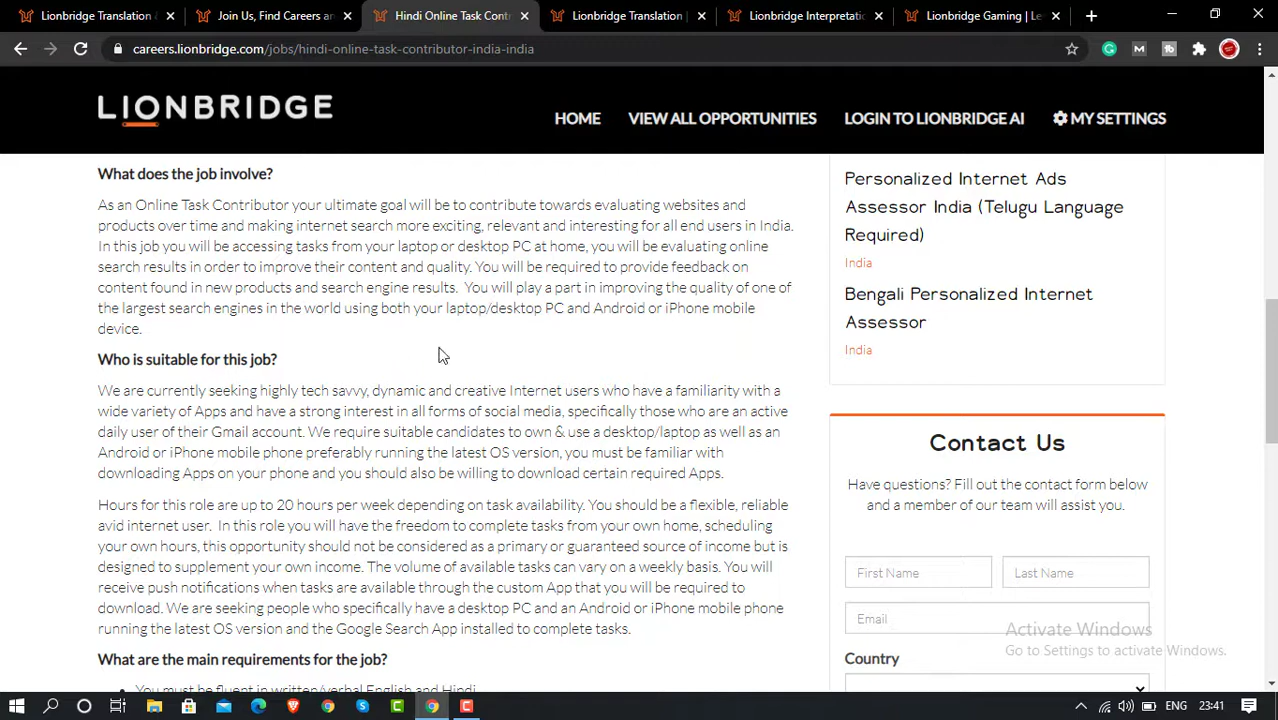 Lionbridge Translation &
Join Us, Find Careers a
Hindi Online Task Cont
Lionbridge Translation |
Lionbridge Interpretati
Lionbridge Gaming | L
careers.lionbridge.com/jobs/hindi-online-task-contributor-india-india
LIONBRIDGE
HOME
VIEW ALL OPPORTUNITIES
LOGIN TO LIONBRIDGE AI
MY SETTINGS
What does the job involve?
As an Online Task Contributor your ultimate goal will be to contribute towards evaluating websites and
products over time and making internet search more exciting, relevant and interesting for all end users in India.
In this job you will be accessing tasks from your laptop or desktop PC at home, you will be evaluating online
search results in order to improve their content and quality. You will be required to provide feedback on
content found in new products and search engine results. You will play a part in improving the quality of one of
the largest search engines in the world using both your laptop/desktop PC and Android or iPhone mobile
device.
Who is suitable for this job?
We are currently seeking highly tech savvy, dynamic and creative Internet users who have a familiarity with a
wide variety of Apps and have a strong interest in all forms of social media, specifically those who are an active
daily user of their Gmail account. We require suitable candidates to own & use a desktop/laptop as well as an
Android or iPhone mobile phone preferably running the latest OS version, you must be familiar with
downloading Apps on your phone and you should also be willing to download certain required Apps.
Hours for this role are up to 20 hours per week depending on task availability. You should be a flexible, reliable
avid internet user. In this role you will have the freedom to complete tasks from your own home, scheduling
your own hours, this opportunity should not be considered as a primary or guaranteed source of income but is
designed to supplement your own income. The volume of available tasks can vary on a weekly basis. You will
receive push notifications when tasks are available through the custom App that you will be required to
download. We are seeking people who specifically have a desktop PC and an Android or iPhone mobile phone
running the latest OS version and the Google Search App installed to complete tasks.
What are the main requirements for the job?
You must be fluent in written/verbal English and Hindi
Personalized Internet Ads
Assessor India (Telugu Language
Required)
India
Bengali Personalized Internet
Assessor
India
Contact Us
Have questions? Fill out the contact form below
and a member of our team will assist you.
First Name
Last Name
Email
Country
Activate Windows
Go to Settings to activate Windows.
ENG
23:41